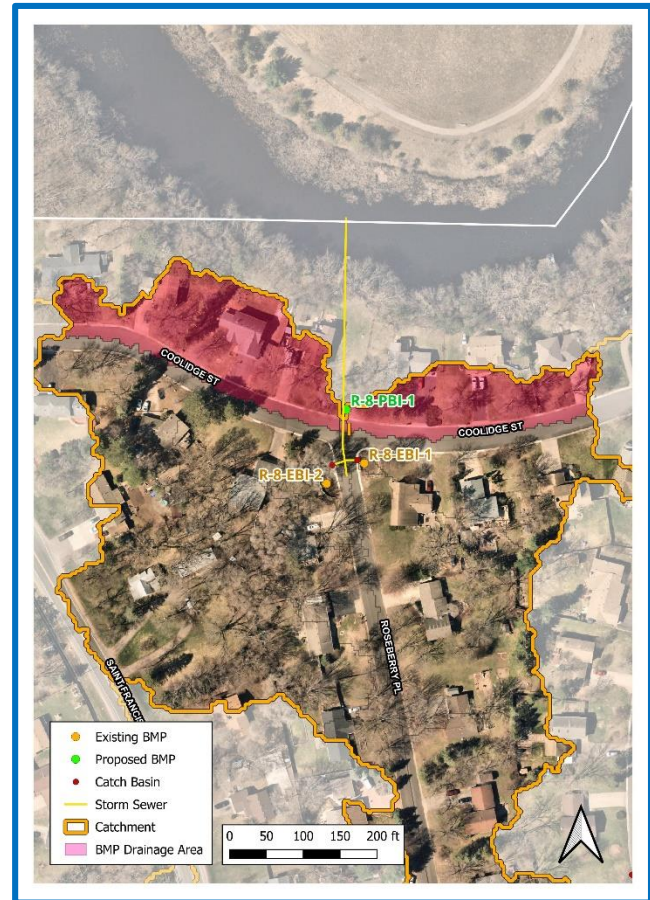 COOLIDGE ST
R-8-PBI-1
COOLIDGE ST
R-8-EBI-1
R-8-EBI-2
ROSEBERRY PL
SAINT FRANCIS
Existing BMP
Proposed BMP
Catch Basin
Storm Sewer
Catchment
BMP Drainage Area
0 50 100 150 200 ft